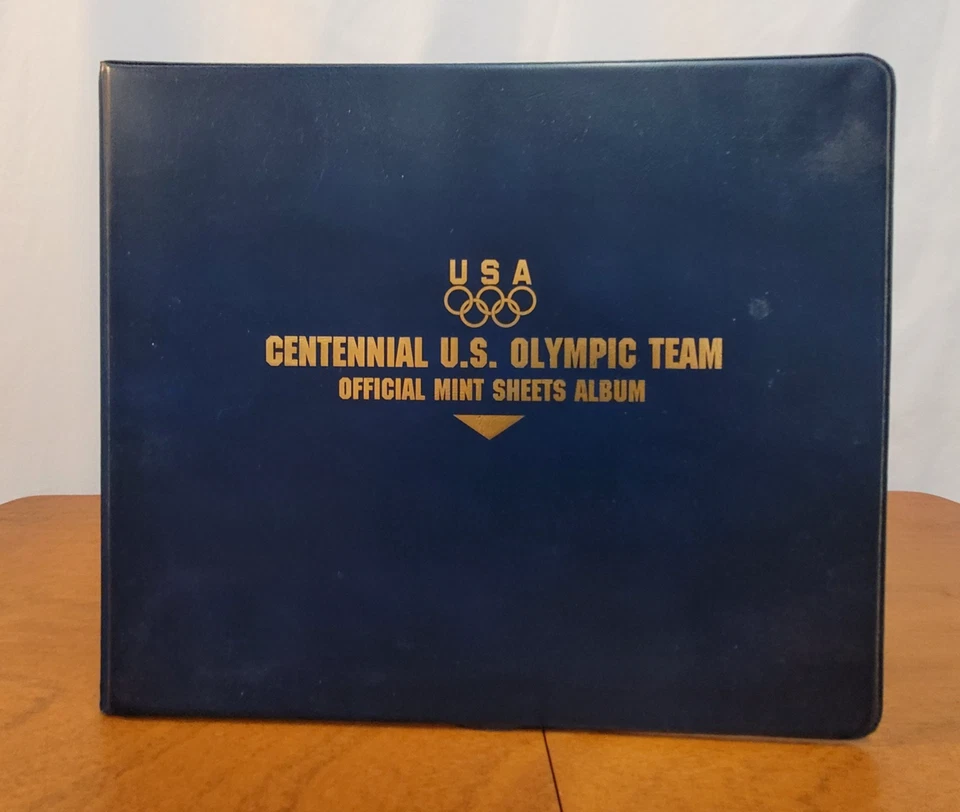 USA
CENTENNIAL U.S. OLYMPIC TEAM
OFFICIAL MINT SHEETS ALBUM